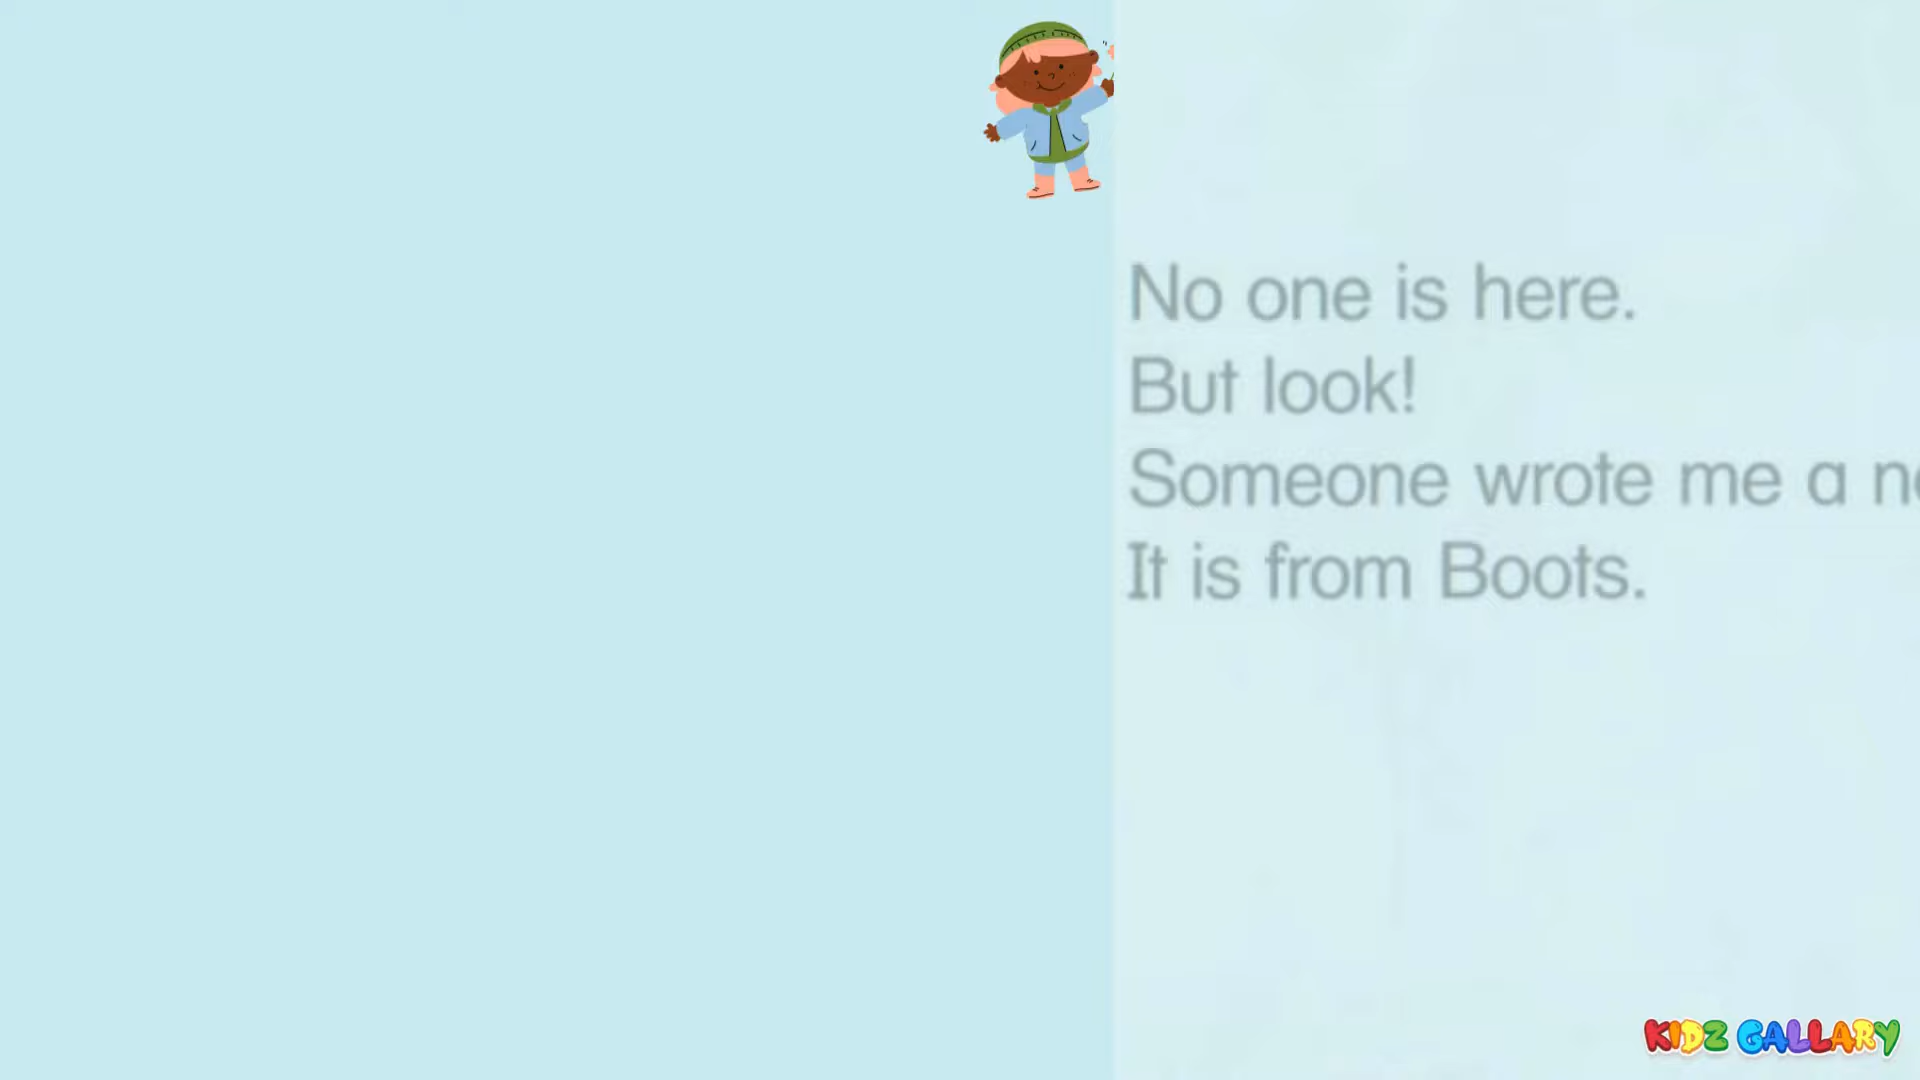 No one is here.
But look!
Someone wrote me a
It is from Boots.
KIDZ GALLARY